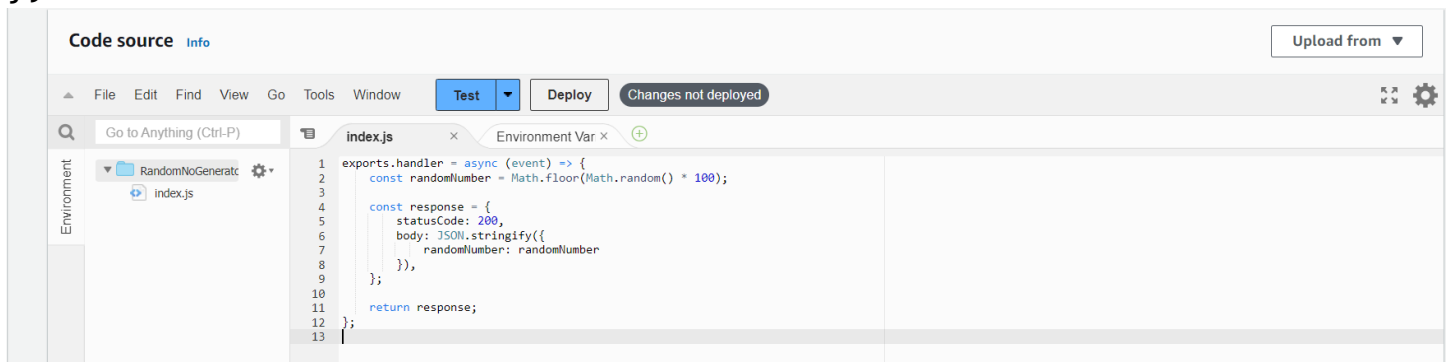 Code source Info
Upload from
File Edit Find View Go Tools Window Test Deploy Changes not deployed
Go to Anything (Ctrl-P)
index.js × Environment Var ×
Environment
RandomNoGeneratc
index.js
1 exports.handler = async (event) => {
2 const randomNumber = Math.floor(Math.random() * 100);
3
4 const response = {
5 statusCode: 200,
6 body: JSON.stringify({
7 randomNumber: randomNumber
8 }),
9 };
10
11 return response;
12 };
13